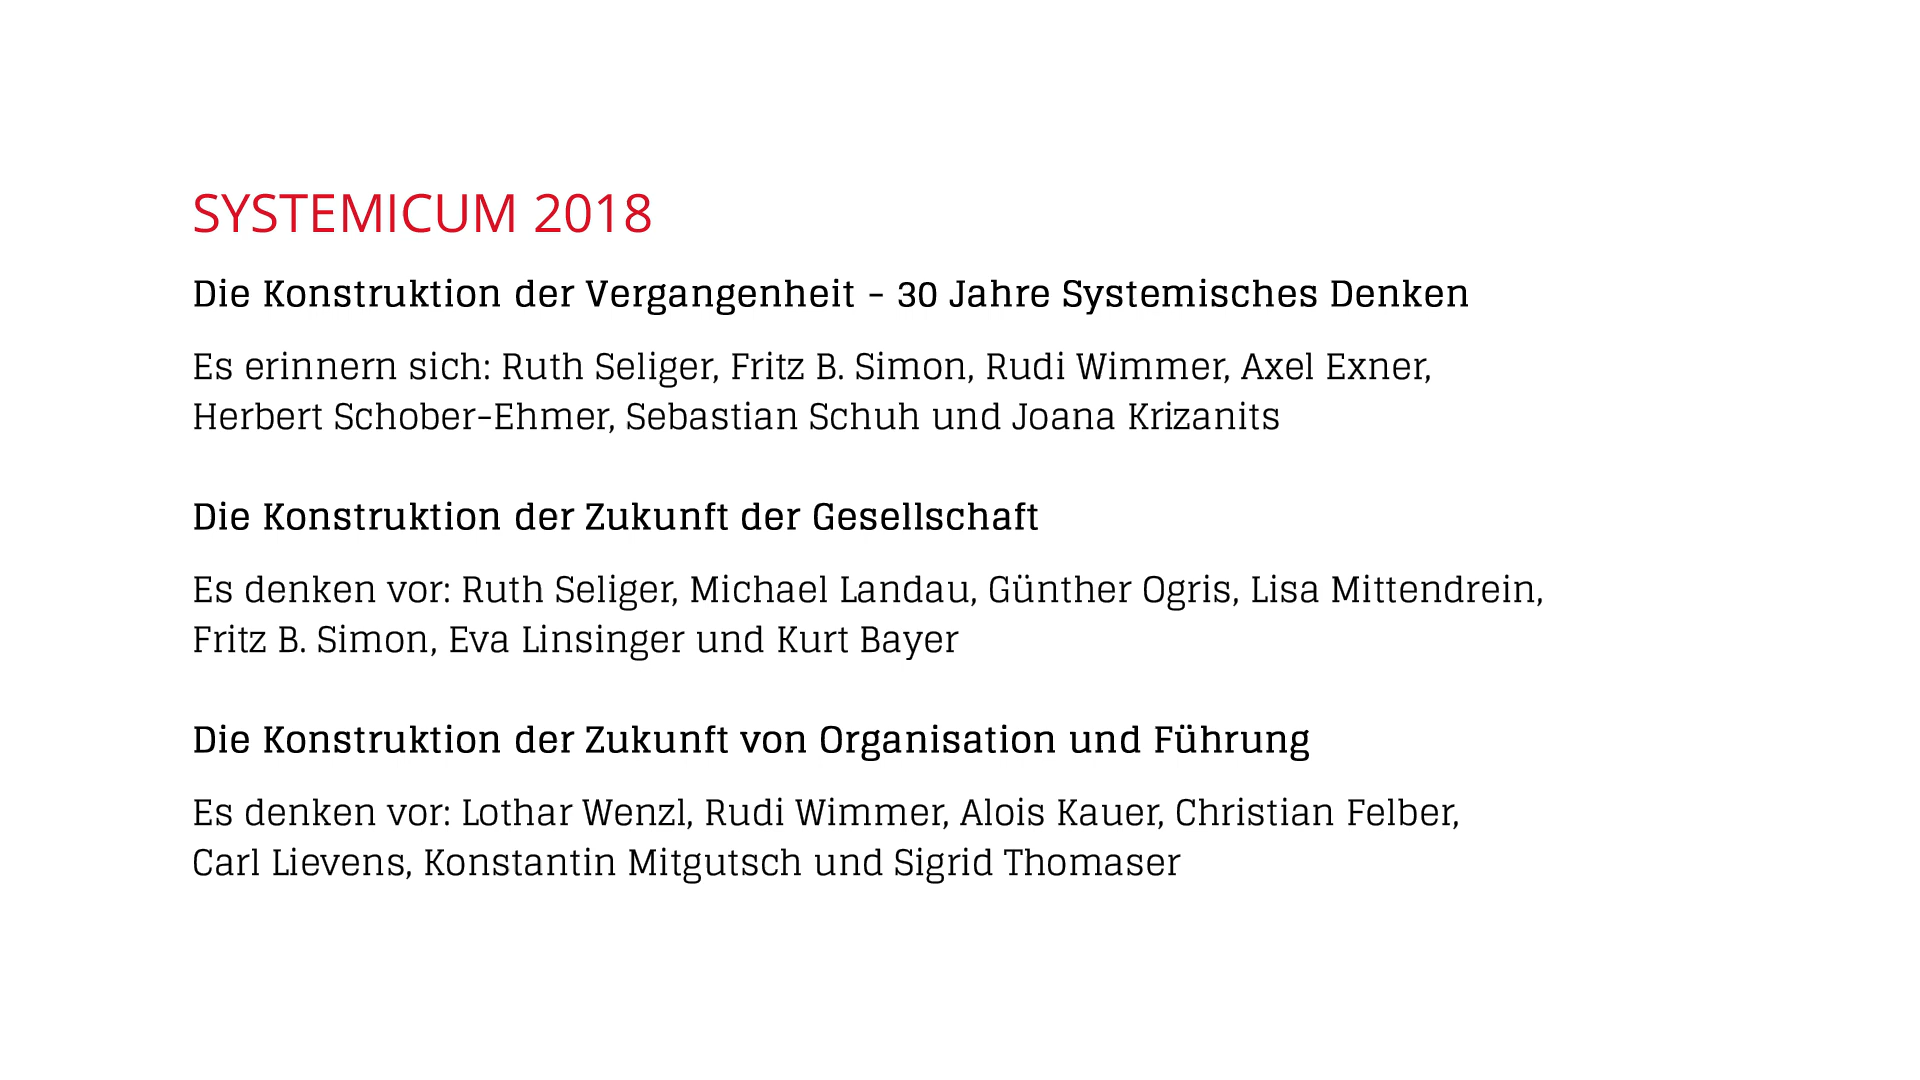 SYSTEMICUM 2018
Die Konstruktion der Vergangenheit – 30 Jahre Systemisches Denken
Es erinnern sich: Ruth Seliger, Fritz B. Simon, Rudi Wimmer, Axel Exner,
Herbert Schober-Ehmer, Sebastian Schuh und Joana Krizanits
Die Konstruktion der Zukunft der Gesellschaft
Es denken vor: Ruth Seliger, Michael Landau, Günther Ogris, Lisa Mittendrein,
Fritz B. Simon, Eva Linsinger und Kurt Bayer
Die Konstruktion der Zukunft von Organisation und Führung
Es denken vor: Lothar Wenzl, Rudi Wimmer, Alois Kauer, Christian Felber,
Carl Lievens, Konstantin Mitgutsch und Sigrid Thomaser